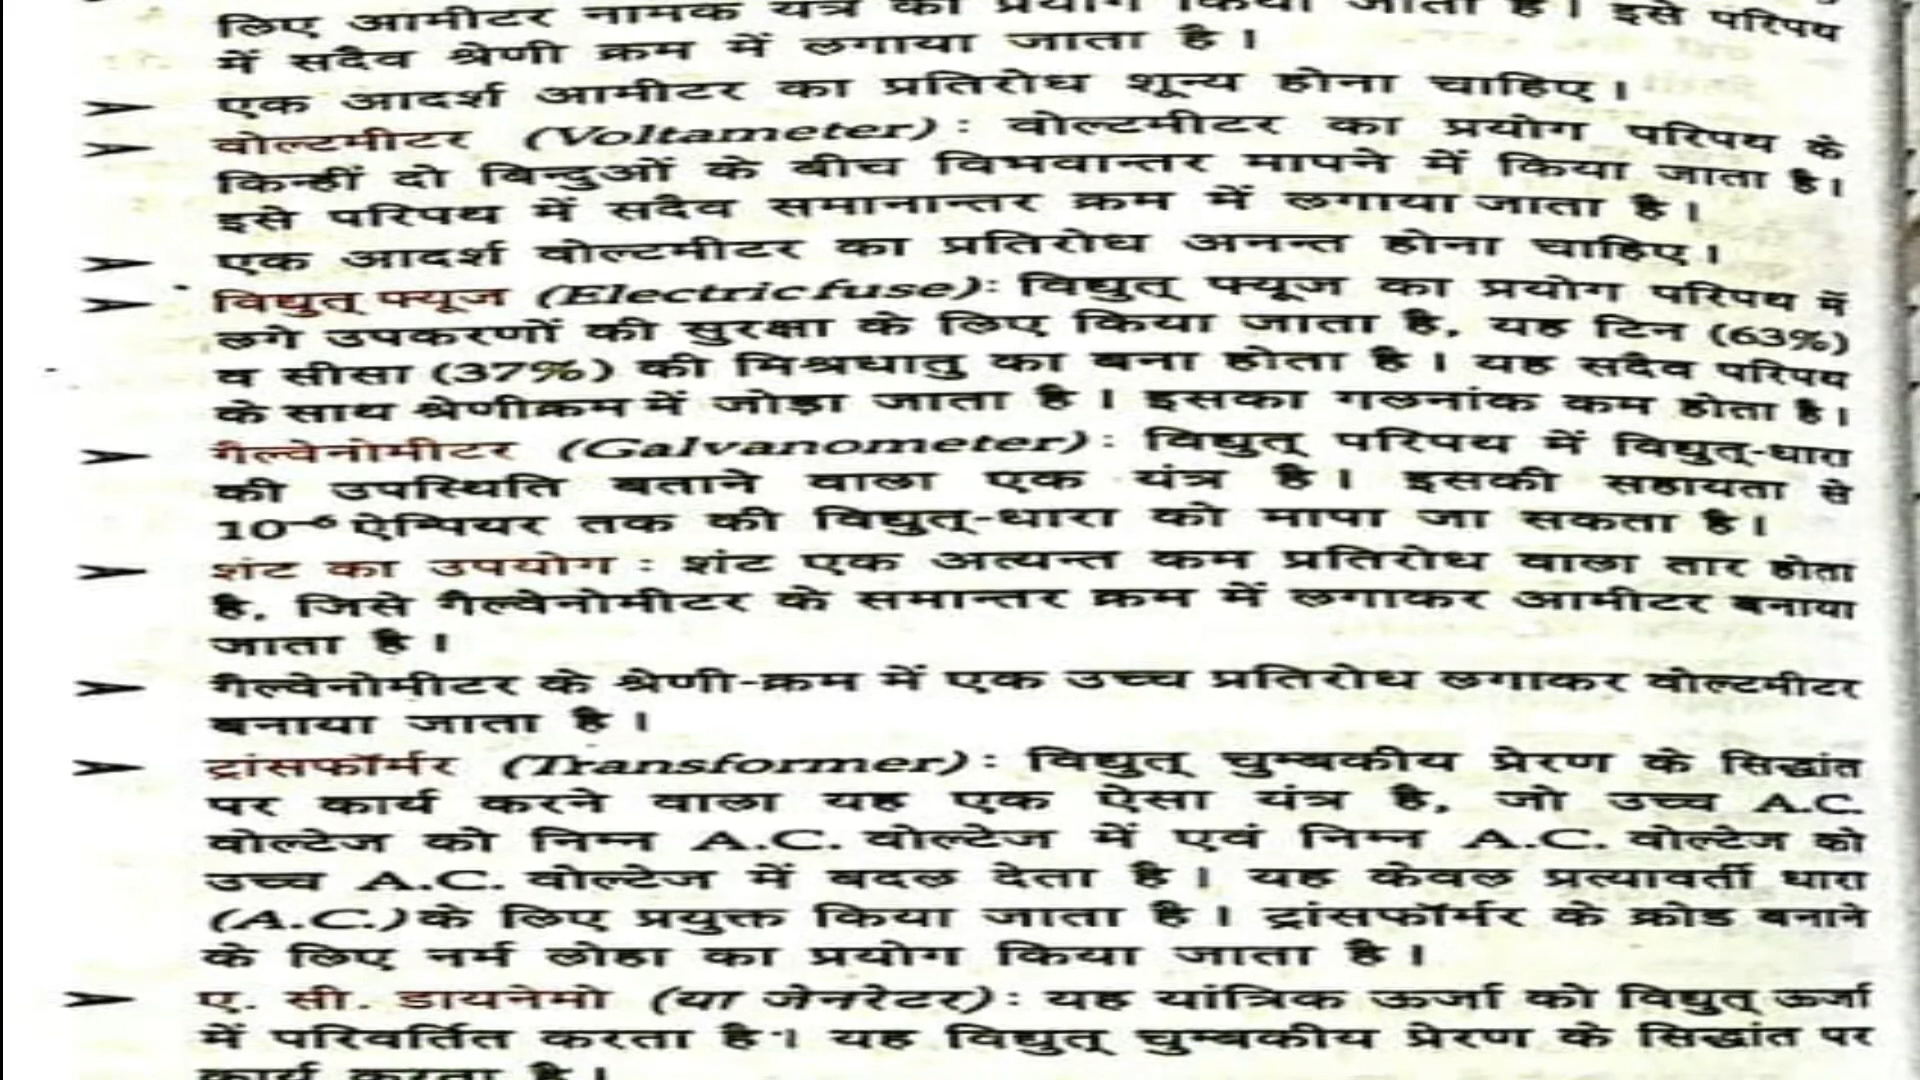 लिए आमीटर नामक यंत्र का प्रयोग किया जाता है। इसे परिपथ
में सदैव श्रेणी क्रम में लगाया जाता है।
➤ एक आदर्श आमीटर का प्रतिरोध शून्य होना चाहिए।
➤ वोल्टमीटर (Voltameter) : वोल्टमीटर का प्रयोग परिपथ के
किन्हीं दो बिन्दुओं के बीच विभवान्तर मापने में किया जाता है।
इसे परिपथ में सदैव समानान्तर क्रम में लगाया जाता है।
➤ एक आदर्श वोल्टमीटर का प्रतिरोध अनन्त होना चाहिए।
➤ विद्युत् फ्यूज (Electric fuse): विद्युत् फ्यूज का प्रयोग परिपथ में
लगे उपकरणों की सुरक्षा के लिए किया जाता है, यह टिन (63%)
व सीसा (37%) की मिश्रधातु का बना होता है। यह सदैव परिपथ
के साथ श्रेणीक्रम में जोड़ा जाता है। इसका गलनांक कम होता है।
➤ गैल्वेनोमीटर (Galvanometer) : विद्युत् परिपथ में विद्युत्-धारा
की उपस्थिति बताने वाला एक यंत्र है। इसकी सहायता से
10⁻⁶ ऐम्पियर तक की विद्युत्-धारा को मापा जा सकता है।
➤ शंट का उपयोग : शंट एक अत्यन्त कम प्रतिरोध वाला तार होता
है, जिसे गैल्वेनोमीटर के समान्तर क्रम में लगाकर आमीटर बनाया
जाता है।
➤ गैल्वेनोमीटर के श्रेणी-क्रम में एक उच्च प्रतिरोध लगाकर वोल्टमीटर
बनाया जाता है।
➤ ट्रांसफॉर्मर (Transformer) : विद्युत् चुम्बकीय प्रेरण के सिद्धांत
पर कार्य करने वाला यह एक ऐसा यंत्र है, जो उच्च A.C.
वोल्टेज को निम्न A.C. वोल्टेज में एवं निम्न A.C. वोल्टेज को
उच्च A.C. वोल्टेज में बदल देता है। यह केवल प्रत्यावर्ती धारा
(A.C.) के लिए प्रयुक्त किया जाता है। ट्रांसफॉर्मर के क्रोड बनाने
के लिए नर्म लोहा का प्रयोग किया जाता है।
➤ ए. सी. डायनेमो (या जेनरेटर) : यह यांत्रिक ऊर्जा को विद्युत् ऊर्जा
में परिवर्तित करता है। यह विद्युत् चुम्बकीय प्रेरण के सिद्धांत पर
कार्य करता है।